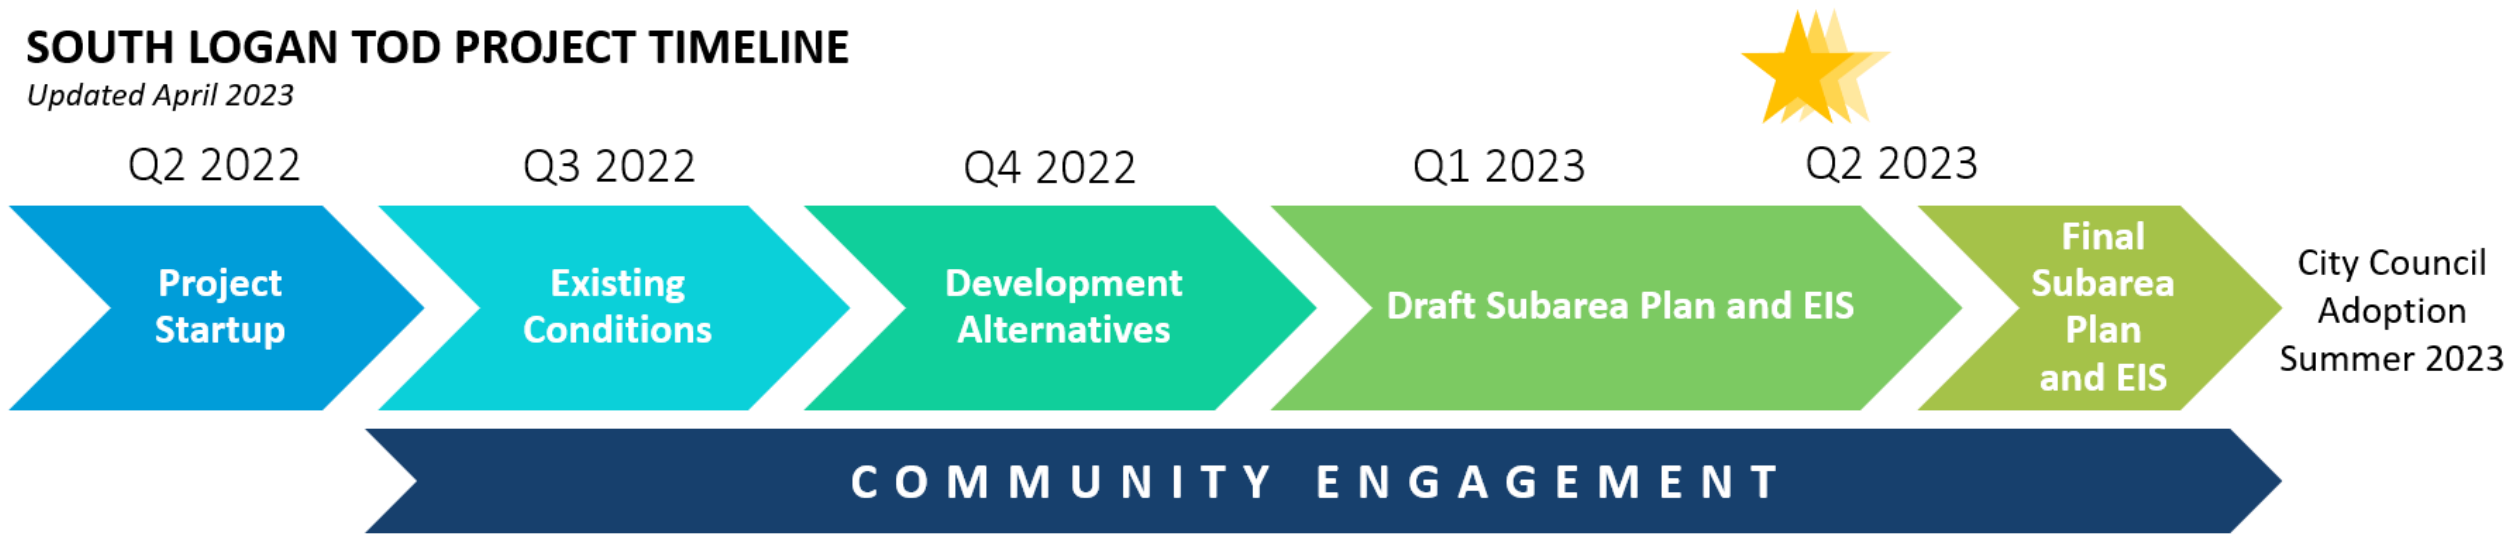 SOUTH LOGAN TOD PROJECT TIMELINE
Updated April 2023
Q2 2022
Q3 2022
Q4 2022
Q1 2023
Q2 2023
Project
Startup
Existing
Conditions
Development
Alternatives
Draft Subarea Plan and EIS
Final
Subarea
Plan
and EIS
City Council
Adoption
Summer 2023
COMMUNITY ENGAGEMENT